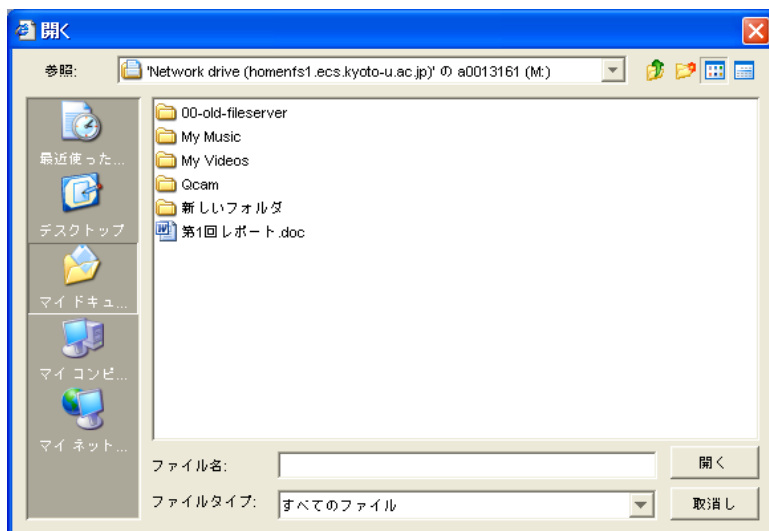 開く
参照: 'Network drive (homenfs1.ecs.kyoto-u.ac.jp)' の a0013161 (M:)
最近使った...
デスクトップ
マイ ドキュ...
マイ コンピ...
マイ ネット...
00-old-fileserver
My Music
My Videos
Qcam
新しいフォルダ
第1回レポート.doc
ファイル名:
開く
ファイルタイプ: すべてのファイル
取消し